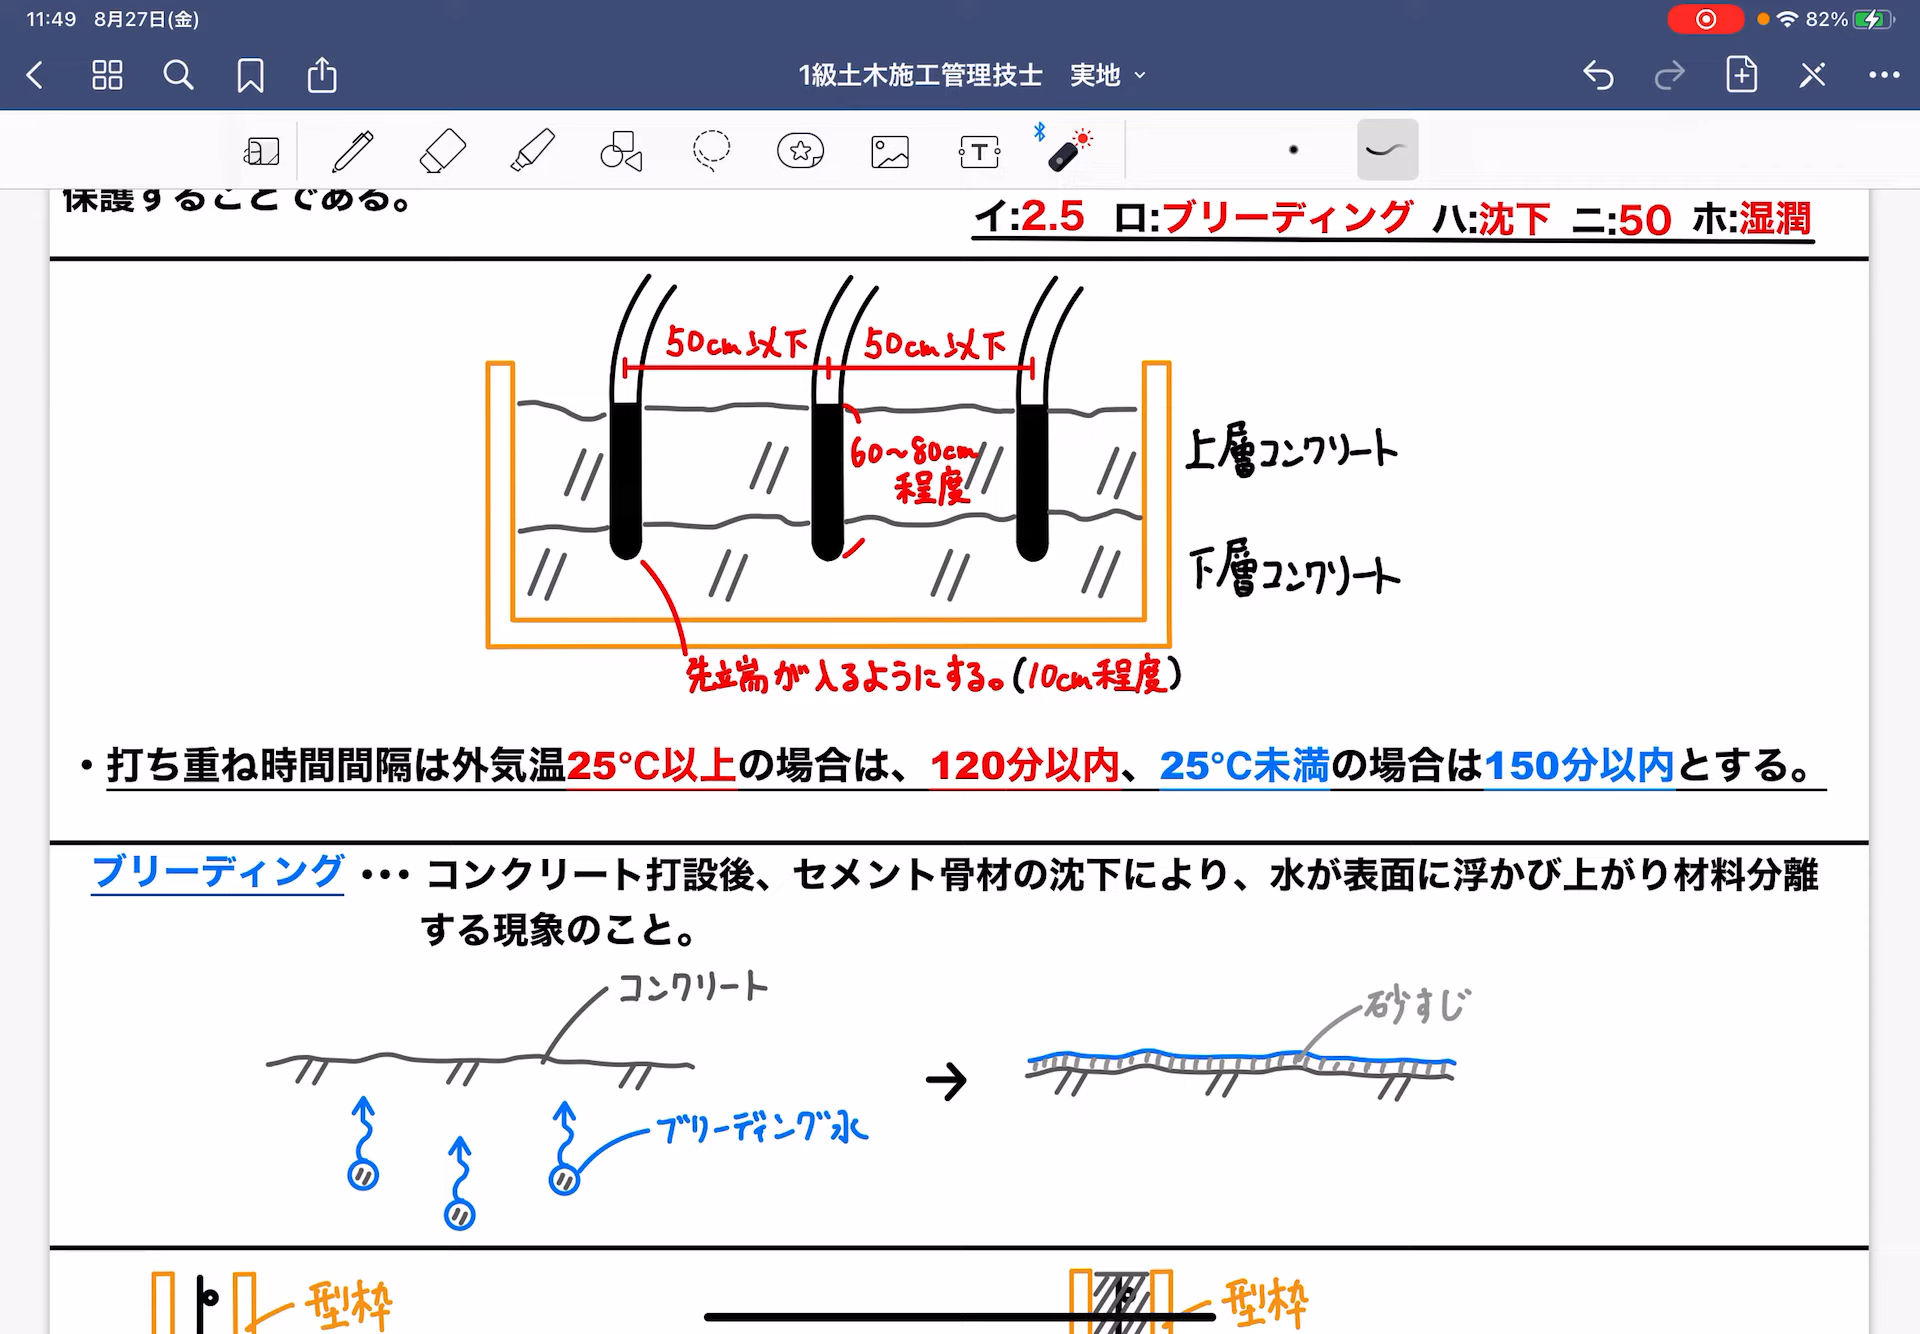 11:49 8月27日(金)
82%
1級土木施工管理技士 実地
T
保護することである。
イ:2.5 ロ:ブリーディング ハ:沈下 ニ:50 ホ:湿潤
50cm以下 50cm以下
60~80cm
程度
上層コンクリート
下層コンクリート
先端が入るようにする。(10cm程度)
・打ち重ね時間間隔は外気温25℃以上の場合は、120分以内、25℃未満の場合は150分以内とする。
ブリーディング ・・・ コンクリート打設後、セメント骨材の沈下により、水が表面に浮かび上がり材料分離
する現象のこと。
コンクリート
砂すじ
ブリーディング水
型枠
型枠